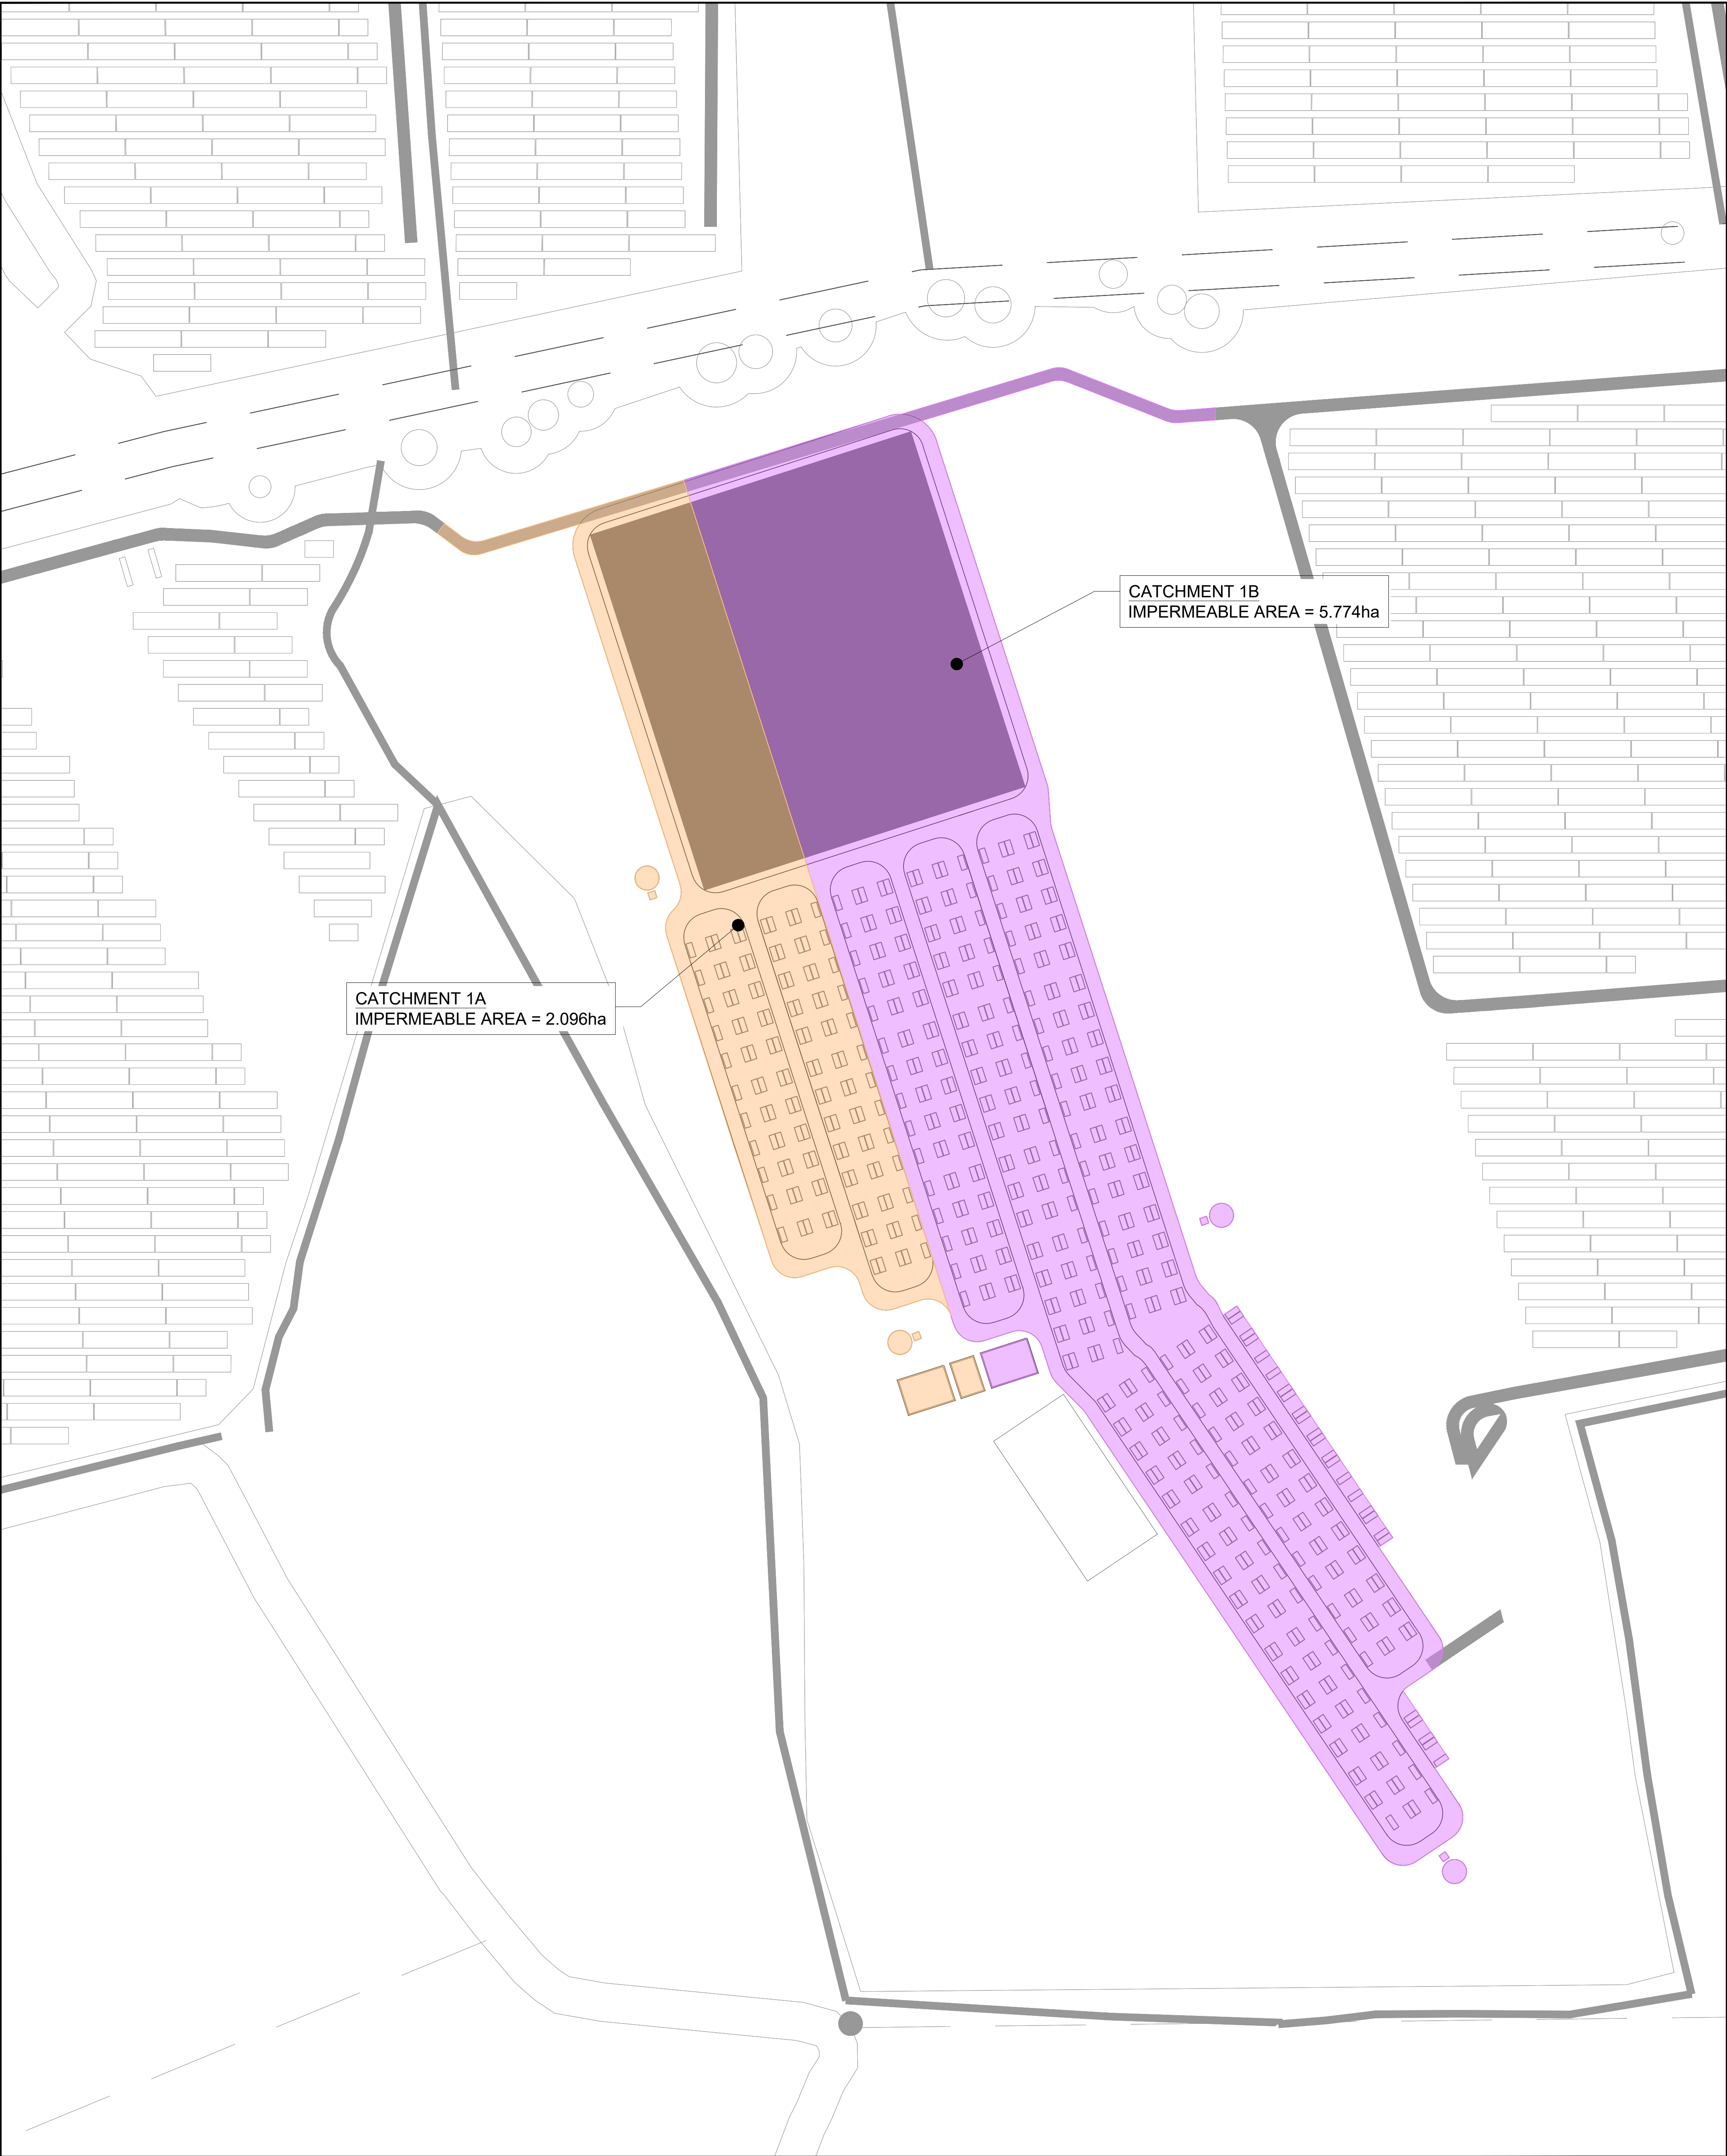 CATCHMENT 1B
IMPERMEABLE AREA = 5.774ha
CATCHMENT 1A
IMPERMEABLE AREA = 2.096ha